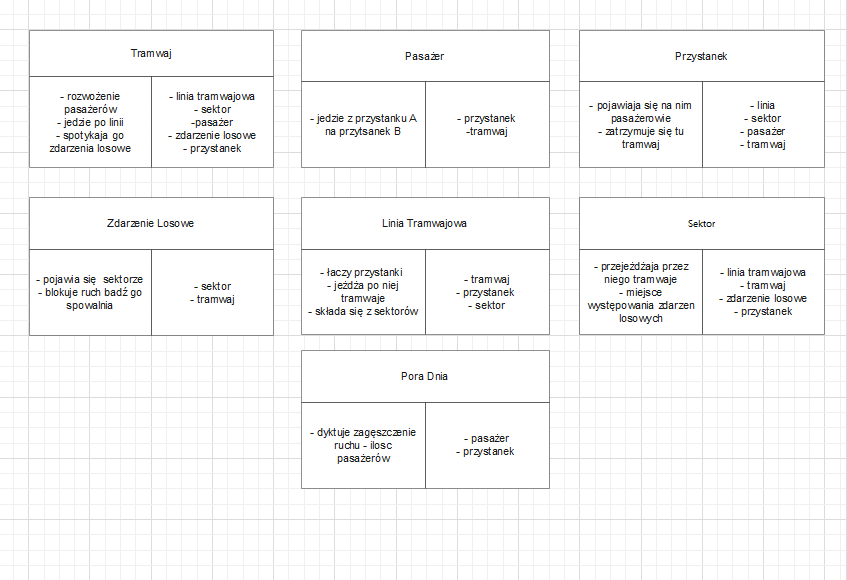 Tramwaj
- rozwożenie
pasażerów
- jedzie po linii
- spotykaja go
zdarzenia losowe
- linia tramwajowa
- sektor
-pasażer
- zdarzenie losowe
- przystanek
Pasażer
- jedzie z przystanku A
na przytsanek B
- przystanek
-tramwaj
Przystanek
- pojawiaja się na nim
pasażerowie
- zatrzymuje się tu
tramwaj
- linia
- sektor
- pasażer
- tramwaj
Zdarzenie Losowe
- pojawia się  sektorze
- blokuje ruch badź go
spowalnia
- sektor
- tramwaj
Linia Tramwajowa
- łaczy przystanki
- jeżdża po niej
tramwaje
- składa się z sektorów
- tramwaj
- przystanek
- sektor
Sektor
- przejeżdżaja przez
niego tramwaje
- miejsce
występowania zdarzen
losowych
- linia tramwajowa
- tramwaj
- zdarzenie losowe
- przystanek
Pora Dnia
- dyktuje zagęszczenie
ruchu - ilosc
pasażerów
- pasażer
- przystanek